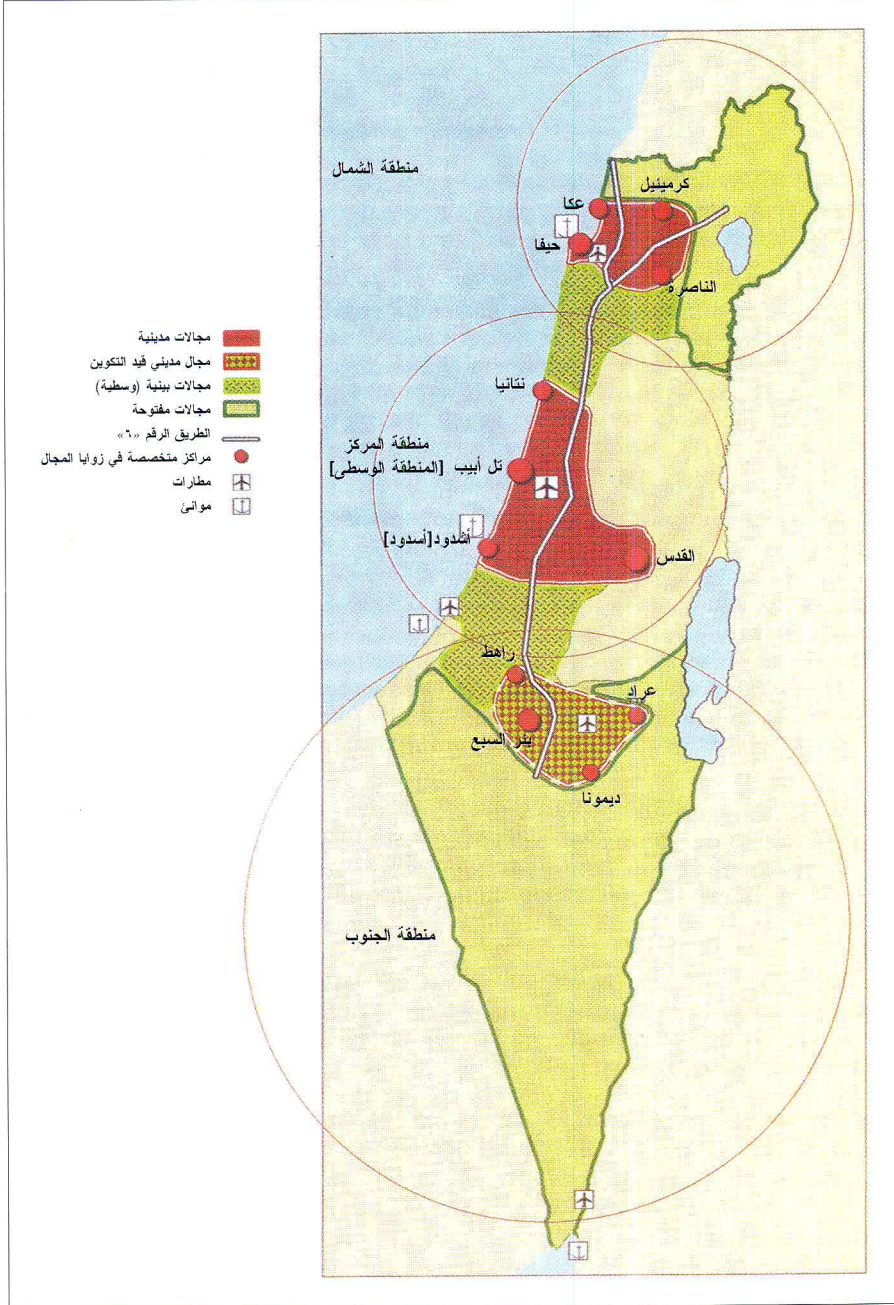 منطقة الشمال
كرميئيل
عكا
حيفا
الناصرة
مجالات مدينية
مجال مديني قيد التكوين
مجالات بينية (وسطية)
مجالات مفتوحة
الطريق الرقم «٦»
مراكز متخصصة في زوايا المجال
مطارات
موانئ
نتانيا
منطقة المركز
تل أبيب [المنطقة الوسطى]
أشدود[أسدود]
القدس
راهط
عراد
بئر السبع
ديمونا
منطقة الجنوب